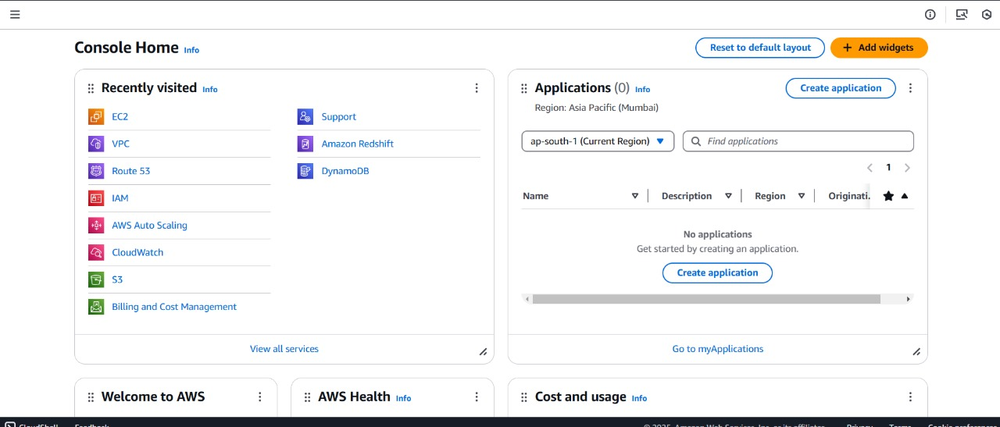 Console Home Info
Reset to default layout
+ Add widgets
Recently visited Info
EC2
VPC
Route 53
IAM
AWS Auto Scaling
CloudWatch
S3
Billing and Cost Management
Support
Amazon Redshift
DynamoDB
View all services
Applications (0) Info
Create application
Region: Asia Pacific (Mumbai)
ap-south-1 (Current Region)
Find applications
1
Name Description Region Originati.
No applications
Get started by creating an application.
Create application
Go to myApplications
Welcome to AWS
AWS Health Info
Cost and usage Info
CloudShell Feedback © 2025, Amazon Web Services, Inc. or its affiliates. Privacy Terms Cookie preferences